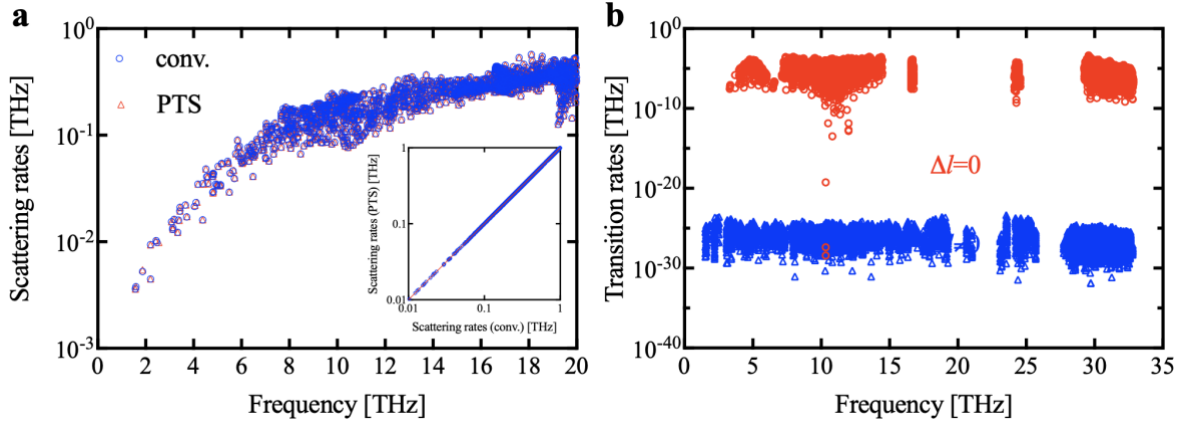 a
Scattering rates [THz]
10^0
10^-1
10^-2
10^-3
conv.
PTS
Scattering rates (PTS) [THz]
1
0.1
0.01
0.01 0.1 1
Scattering rates (conv.) [THz]
0 2 4 6 8 10 12 14 16 18 20
Frequency [THz]
b
Transition rates [THz]
10^0
10^-10
10^-20
10^-30
10^-40
Δl=0
0 5 10 15 20 25 30 35
Frequency [THz]